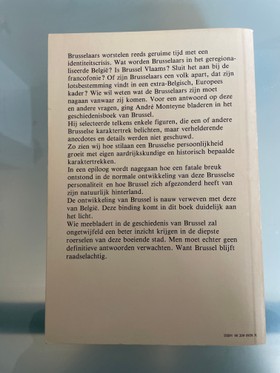 Brusselaars worstelen reeds geruime tijd met een
identiteitscrisis. Wat worden Brusselaars in het geregiona-
liseerde België? Is Brussel Vlaams? Sluit het aan bij de
francofonie? Of zijn Brusselaars een volk apart, dat zijn
lotsbestemming vindt in een extra-Belgisch, Europees
kader? Wie wil weten wat de Brusselaars zijn moet
nagaan vanwaar zij komen. Voor een antwoord op deze
en andere vragen, ging André Monteyne bladeren in het
geschiedenisboek van Brussel.
Hij selecteerde telkens enkele figuren, die een of andere
Brusselse karaktertrek belichten, maar verhelderende
anecdotes en details werden niet geschuwd.
Zo zien wij hoe stilaan een Brusselse persoonlijkheid
groeit met eigen aardrijkskundige en historisch bepaalde
karaktertrekken.
In een epiloog wordt nagegaan hoe een fatale breuk
ontstond in de normale ontwikkeling van deze Brusselse
personaliteit en hoe Brussel zich afgezonderd heeft van
zijn natuurlijk hinterland.
De ontwikkeling van Brussel is nauw verweven met deze
van België. Deze binding komt in dit boek duidelijk aan
het licht.
Wie meebladert in de geschiedenis van Brussel zal
ongetwijfeld een beter inzicht krijgen in de diepste
roerselen van deze boeiende stad. Men moet echter geen
definitieve antwoorden verwachten. Want Brussel blijft
raadselachtig.
ISBN